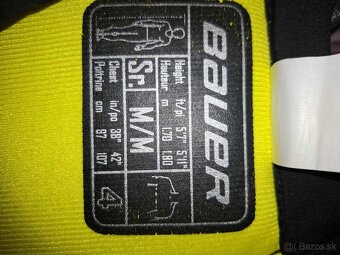 BAUER
Height ft/pi 5'7" 5'11"
Hauteur m 1.70 1.80
Sr. M/M
Chest in/po 38" 42"
Poitrine cm 97 107
4
Bazos.sk